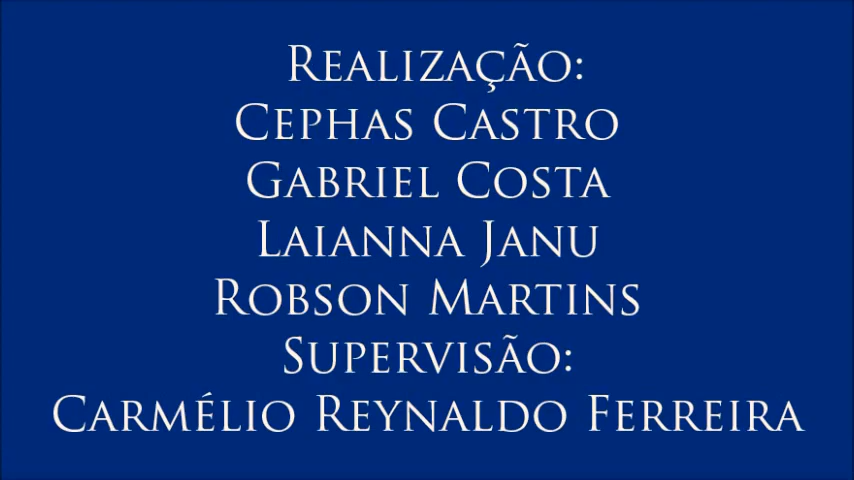 Realização:
Cephas Castro
Gabriel Costa
Laianna Janu
Robson Martins
Supervisão:
Carmélio Reynaldo Ferreira